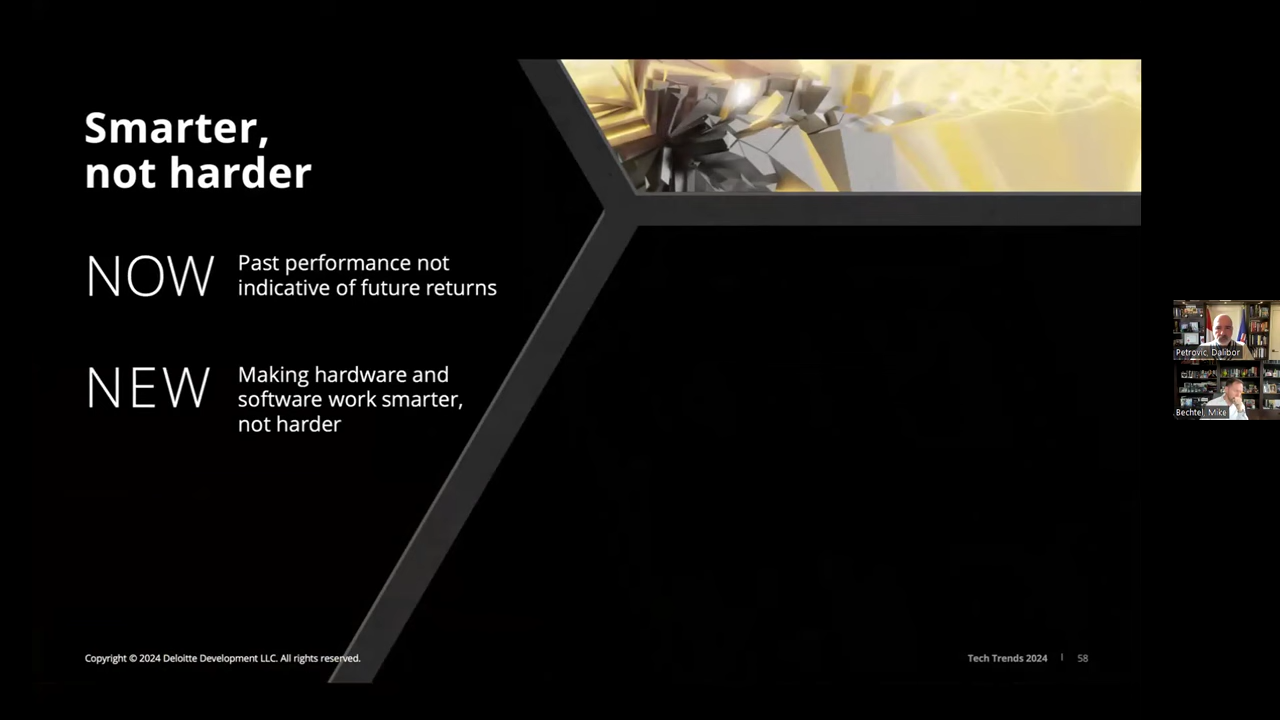 Smarter,
not harder
NOW
Past performance not
indicative of future returns
NEW
Making hardware and
software work smarter,
not harder
Petrovic, Dalibor
Bechtel, Mike
Copyright © 2024 Deloitte Development LLC. All rights reserved.
Tech Trends 2024 | 58